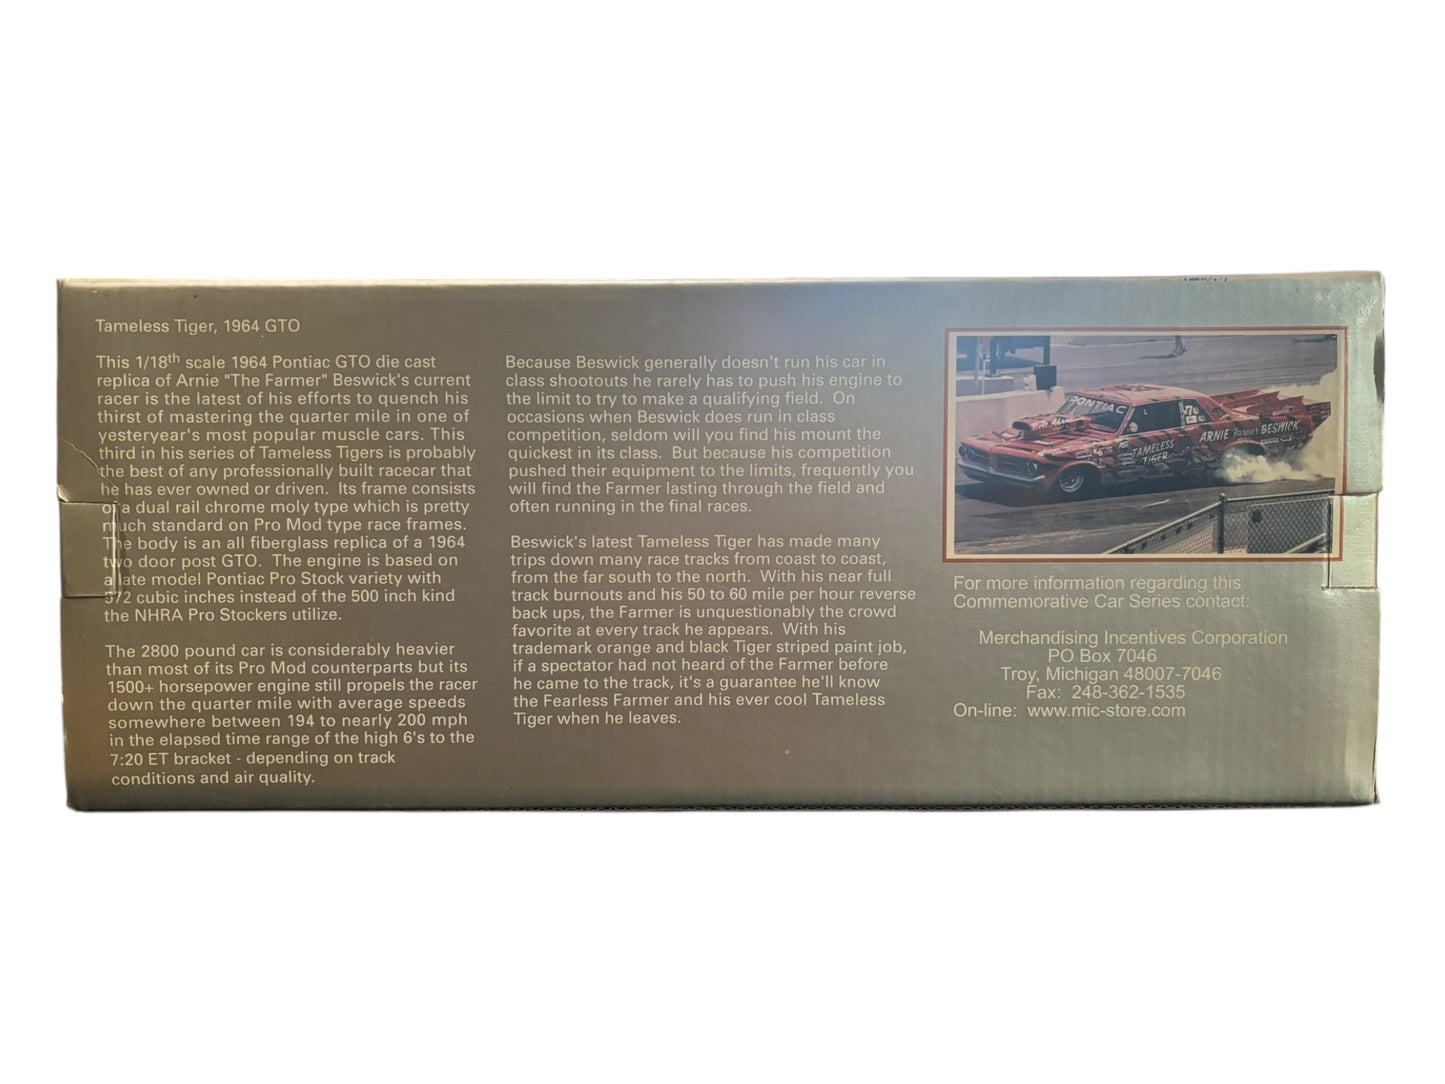 Tameless Tiger, 1964 GTO
This 1/18th scale 1964 Pontiac GTO die cast
replica of Arnie "The Farmer" Beswick's current
racer is the latest of his efforts to quench his
thirst of mastering the quarter mile in one of
yesteryear's most popular muscle cars. This
third in his series of Tameless Tigers is probably
the best of any professionally built racecar that
he has ever owned or driven. Its frame consists
of a dual rail chrome moly type which is pretty
much standard on Pro Mod type race frames.
The body is an all fiberglass replica of a 1964
two door post GTO. The engine is based on
a late model Pontiac Pro Stock variety with
572 cubic inches instead of the 500 inch kind
the NHRA Pro Stockers utilize.
The 2800 pound car is considerably heavier
than most of its Pro Mod counterparts but its
1500+ horsepower engine still propels the racer
down the quarter mile with average speeds
somewhere between 194 to nearly 200 mph
in the elapsed time range of the high 6's to the
7:20 ET bracket - depending on track
conditions and air quality.
Because Beswick generally doesn't run his car in
class shootouts he rarely has to push his engine to
the limit to try to make a qualifying field. On
occasions when Beswick does run in class
competition, seldom will you find his mount the
quickest in its class. But because his competition
pushed their equipment to the limits, frequently you
will find the Farmer lasting through the field and
often running in the final races.
Beswick's latest Tameless Tiger has made many
trips down many race tracks from coast to coast,
from the far south to the north. With his near full
track burnouts and his 50 to 60 mile per hour reverse
back ups, the Farmer is unquestionably the crowd
favorite at every track he appears. With his
trademark orange and black Tiger striped paint job,
if a spectator had not heard of the Farmer before
he came to the track, it's a guarantee he'll know
the Fearless Farmer and his ever cool Tameless
Tiger when he leaves.
PONTIAC
TAMELESS
TIGER
ARNIE Farmer BESWICK
For more information regarding this
Commemorative Car Series contact:
Merchandising Incentives Corporation
PO Box 7046
Troy, Michigan 48007-7046
Fax: 248-362-1535
On-line: www.mic-store.com